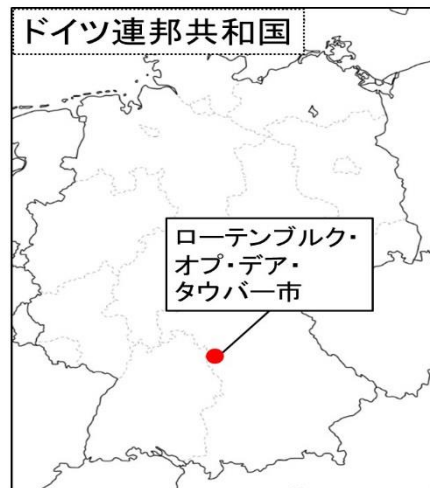 ドイツ連邦共和国
ローテンブルク・
オプ・デア・
タウバー市